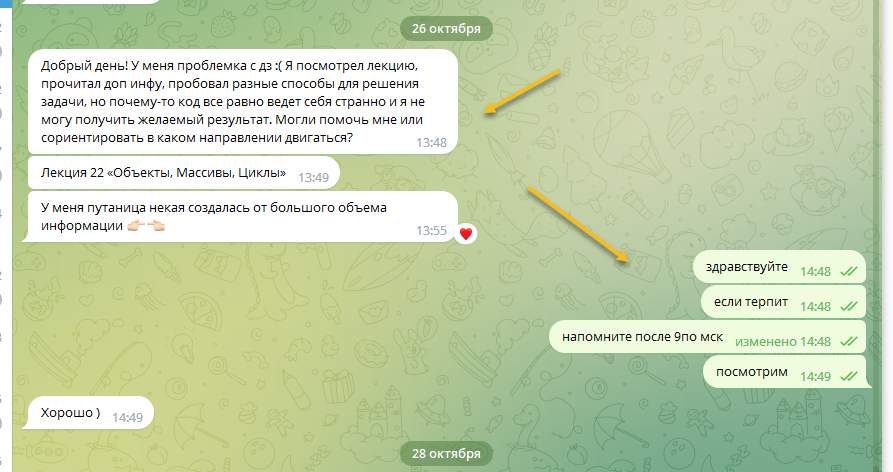 26 октября
Добрый день! У меня проблемка с дз :( Я посмотрел лекцию,
прочитал доп инфу, пробовал разные способы для решения
задачи, но почему-то код все равно ведет себя странно и я не
могу получить желаемый результат. Могли помочь мне или
сориентировать в каком направлении двигаться?
13:48
Лекция 22 «Объекты, Массивы, Циклы» 13:49
У меня путаница некая создалась от большого объема
информации 👉🏻👈🏻 13:55
здравствуйте 14:48
если терпит 14:48
напомните после 9по мск изменено 14:48
посмотрим 14:49
Хорошо ) 14:49
28 октября